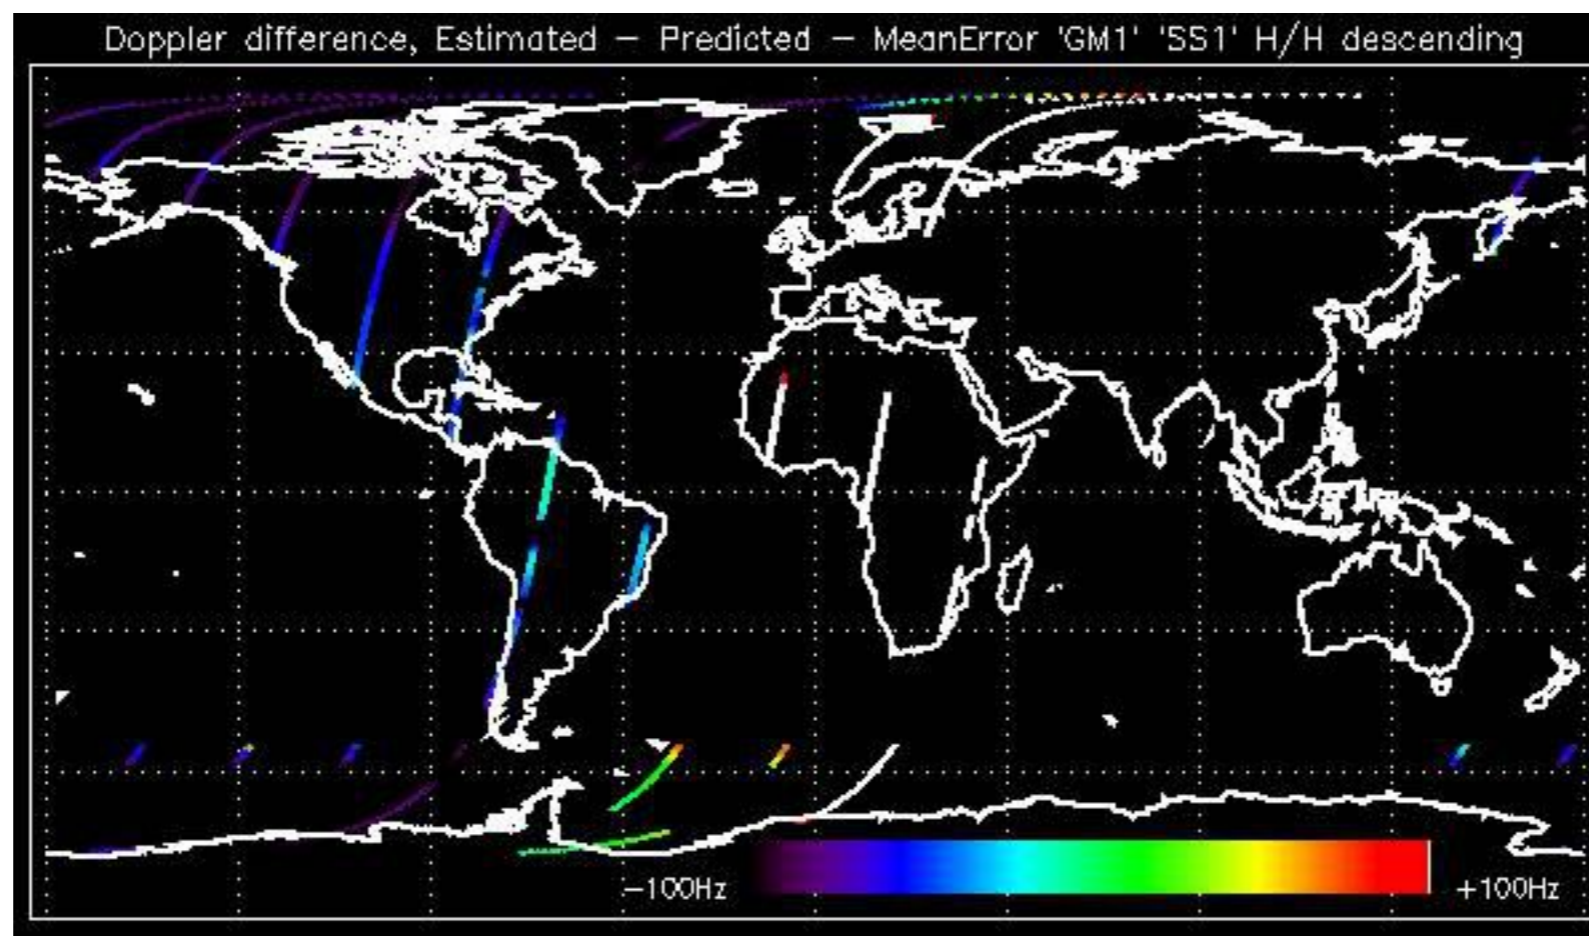 Doppler difference, Estimated — Predicted — MeanError 'GM1' 'SS1' H/H descending
−100Hz
+100Hz